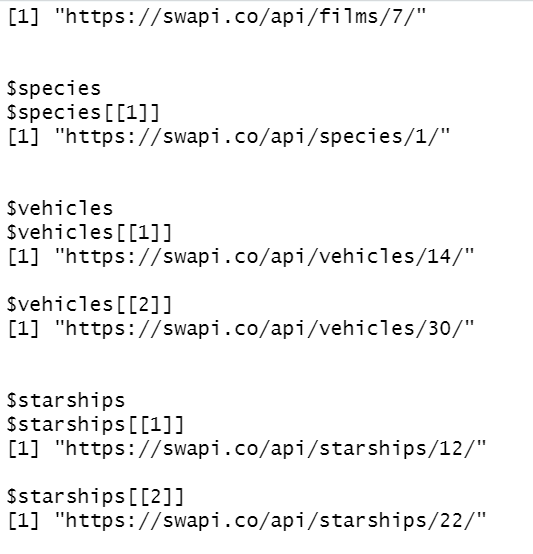 [1] "https://swapi.co/api/films/7/"
$species
$species[[1]]
[1] "https://swapi.co/api/species/1/"
$vehicles
$vehicles[[1]]
[1] "https://swapi.co/api/vehicles/14/"
$vehicles[[2]]
[1] "https://swapi.co/api/vehicles/30/"
$starships
$starships[[1]]
[1] "https://swapi.co/api/starships/12/"
$starships[[2]]
[1] "https://swapi.co/api/starships/22/"